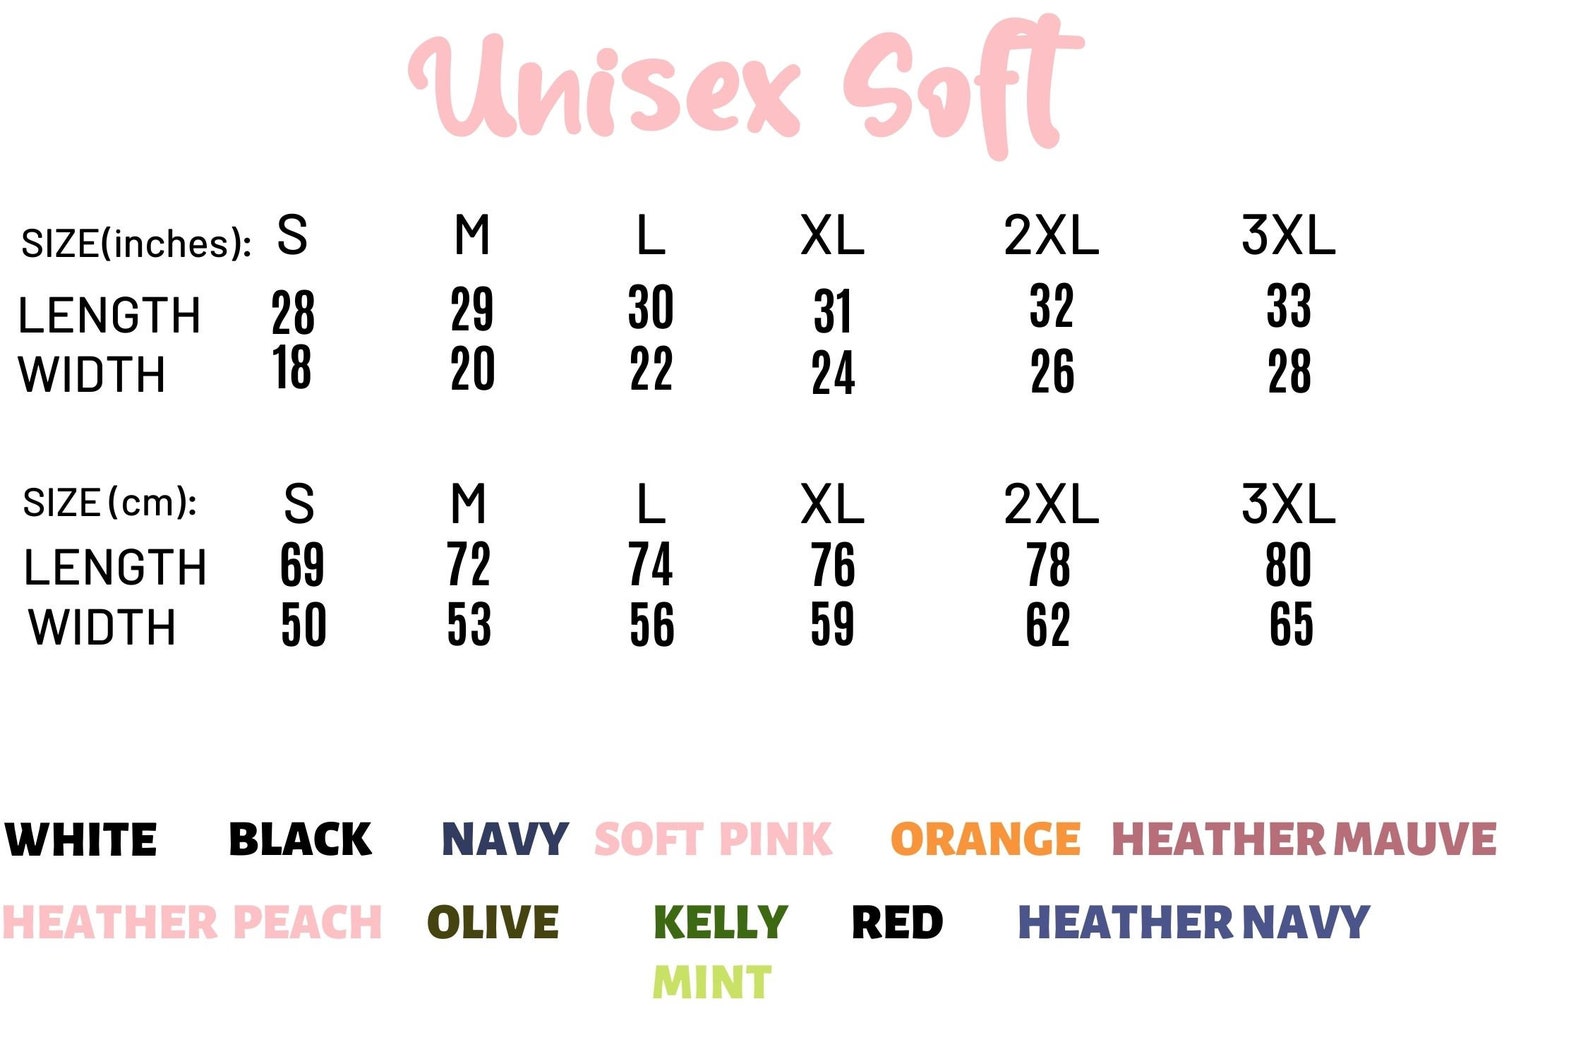 Unisex Soft
SIZE(inches): S M L XL 2XL 3XL
LENGTH 28 29 30 31 32 33
WIDTH 18 20 22 24 26 28
SIZE (cm): S M L XL 2XL 3XL
LENGTH 69 72 74 76 78 80
WIDTH 50 53 56 59 62 65
WHITE BLACK NAVY SOFT PINK ORANGE HEATHER MAUVE
HEATHER PEACH OLIVE KELLY RED HEATHER NAVY
MINT